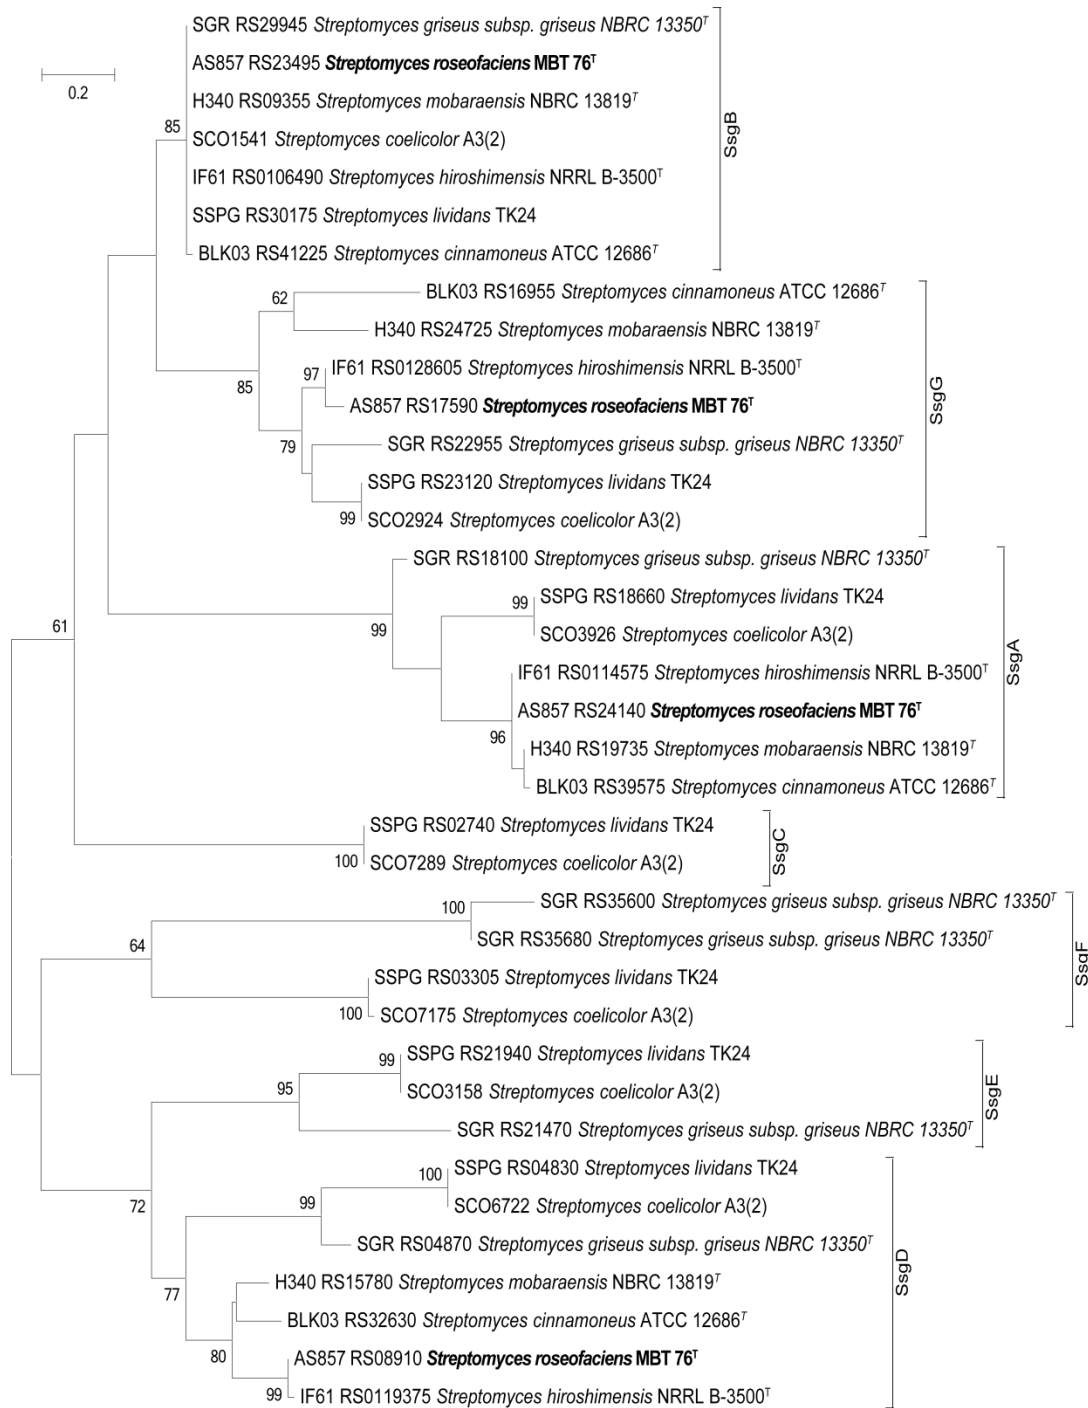 SGR RS29945 Streptomyces griseus subsp. griseus NBRC 13350ᵀ
AS857 RS23495 Streptomyces roseofaciens MBT 76ᵀ
0.2
H340 RS09355 Streptomyces mobaraensis NBRC 13819ᵀ
85
SCO1541 Streptomyces coelicolor A3(2)
SsgB
IF61 RS0106490 Streptomyces hiroshimensis NRRL B-3500ᵀ
SSPG RS30175 Streptomyces lividans TK24
BLK03 RS41225 Streptomyces cinnamoneus ATCC 12686ᵀ
BLK03 RS16955 Streptomyces cinnamoneus ATCC 12686ᵀ
62
H340 RS24725 Streptomyces mobaraensis NBRC 13819ᵀ
IF61 RS0128605 Streptomyces hiroshimensis NRRL B-3500ᵀ
97
85
AS857 RS17590 Streptomyces roseofaciens MBT 76ᵀ
SsgG
79
SGR RS22955 Streptomyces griseus subsp. griseus NBRC 13350ᵀ
SSPG RS23120 Streptomyces lividans TK24
99
SCO2924 Streptomyces coelicolor A3(2)
SGR RS18100 Streptomyces griseus subsp. griseus NBRC 13350ᵀ
SSPG RS18660 Streptomyces lividans TK24
99
61
99
SCO3926 Streptomyces coelicolor A3(2)
SsgA
IF61 RS0114575 Streptomyces hiroshimensis NRRL B-3500ᵀ
AS857 RS24140 Streptomyces roseofaciens MBT 76ᵀ
96
H340 RS19735 Streptomyces mobaraensis NBRC 13819ᵀ
BLK03 RS39575 Streptomyces cinnamoneus ATCC 12686ᵀ
SSPG RS02740 Streptomyces lividans TK24
SsgC
100
SCO7289 Streptomyces coelicolor A3(2)
SGR RS35600 Streptomyces griseus subsp. griseus NBRC 13350ᵀ
100
64
SGR RS35680 Streptomyces griseus subsp. griseus NBRC 13350ᵀ
SsgF
SSPG RS03305 Streptomyces lividans TK24
100
SCO7175 Streptomyces coelicolor A3(2)
SSPG RS21940 Streptomyces lividans TK24
99
95
SCO3158 Streptomyces coelicolor A3(2)
SsgE
SGR RS21470 Streptomyces griseus subsp. griseus NBRC 13350ᵀ
SSPG RS04830 Streptomyces lividans TK24
100
72
99
SCO6722 Streptomyces coelicolor A3(2)
SGR RS04870 Streptomyces griseus subsp. griseus NBRC 13350ᵀ
SsgD
H340 RS15780 Streptomyces mobaraensis NBRC 13819ᵀ
77
BLK03 RS32630 Streptomyces cinnamoneus ATCC 12686ᵀ
80
AS857 RS08910 Streptomyces roseofaciens MBT 76ᵀ
99
IF61 RS0119375 Streptomyces hiroshimensis NRRL B-3500ᵀ